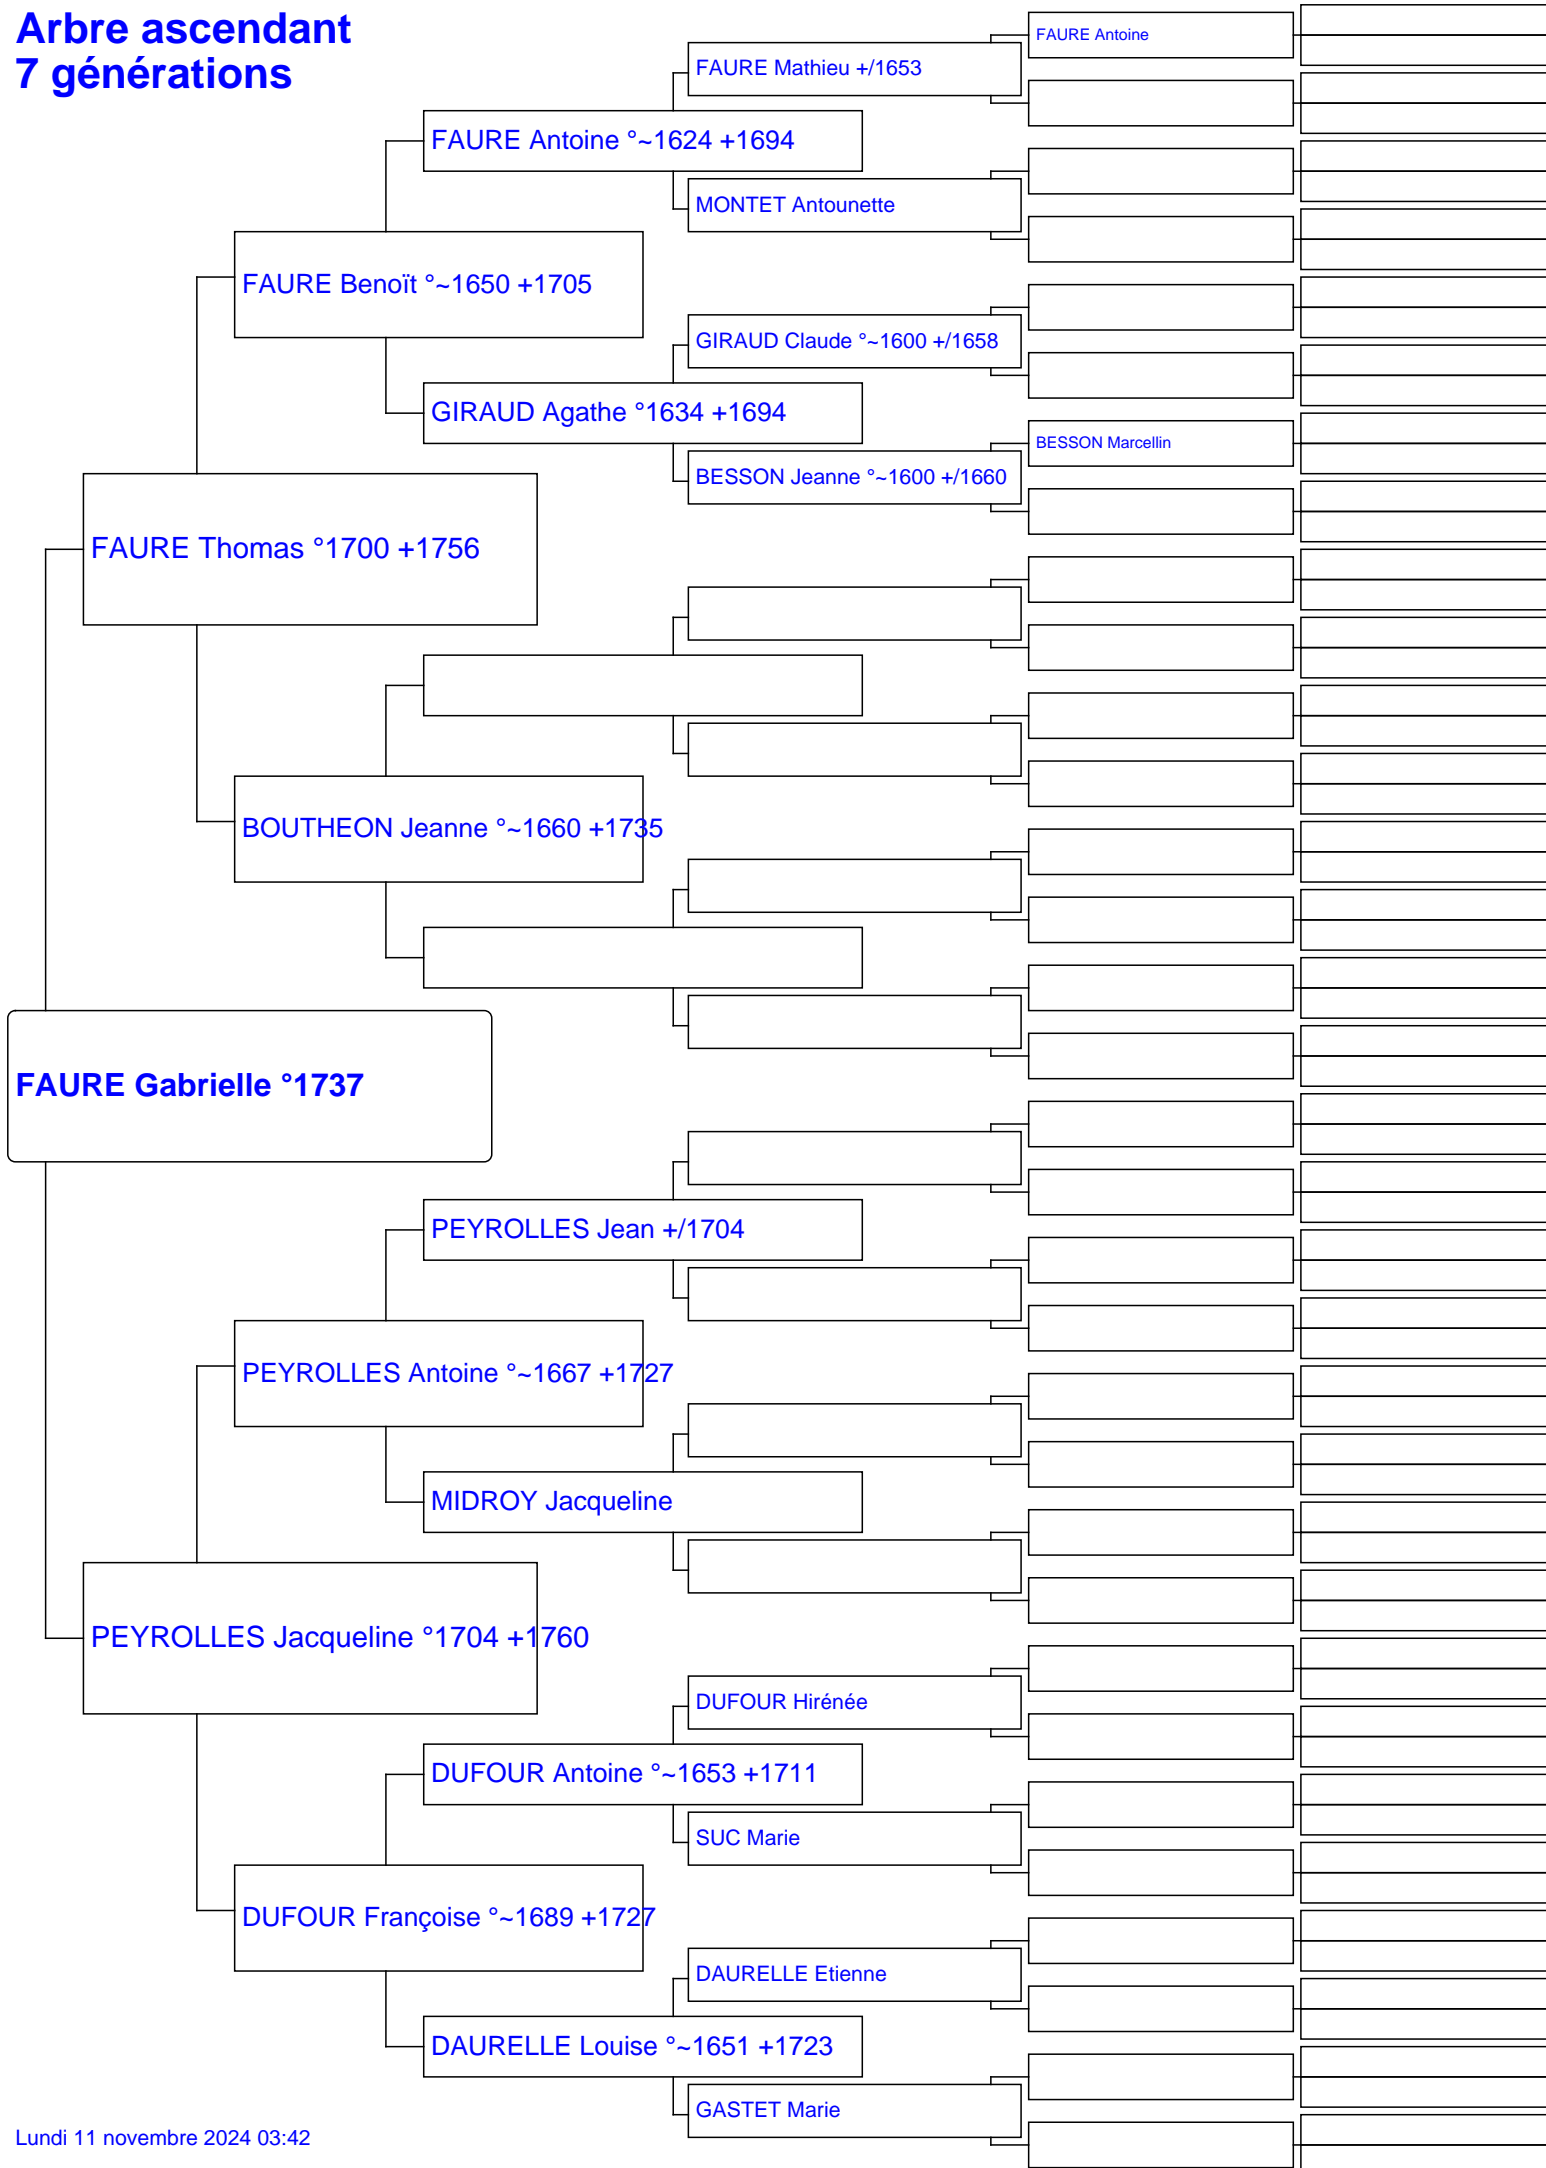 Arbre ascendant
7 générations
FAURE Antoine
FAURE Mathieu +/1653
FAURE Antoine °~1624 +1694
MONTET Antounette
FAURE Benoït °~1650 +1705
GIRAUD Claude °~1600 +/1658
GIRAUD Agathe °1634 +1694
BESSON Marcellin
BESSON Jeanne °~1600 +/1660
FAURE Thomas °1700 +1756
BOUTHEON Jeanne °~1660 +1735
FAURE Gabrielle °1737
PEYROLLES Jean +/1704
PEYROLLES Antoine °~1667 +1727
MIDROY Jacqueline
PEYROLLES Jacqueline °1704 +1760
DUFOUR Hirénée
DUFOUR Antoine °~1653 +1711
SUC Marie
DUFOUR Françoise °~1689 +1727
DAURELLE Etienne
DAURELLE Louise °~1651 +1723
GASTET Marie
Lundi 11 novembre 2024 03:42